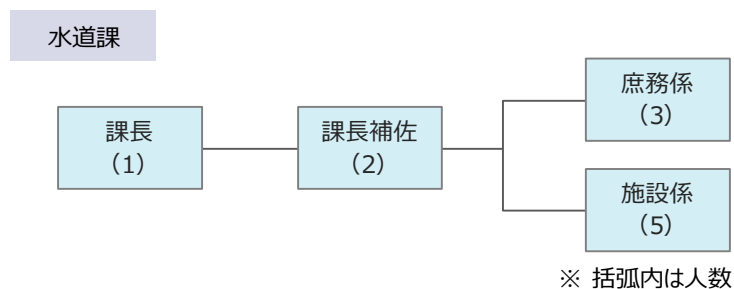 水道課
課長
（1）
課長補佐
（2）
庶務係
（3）
施設係
（5）
※ 括弧内は人数